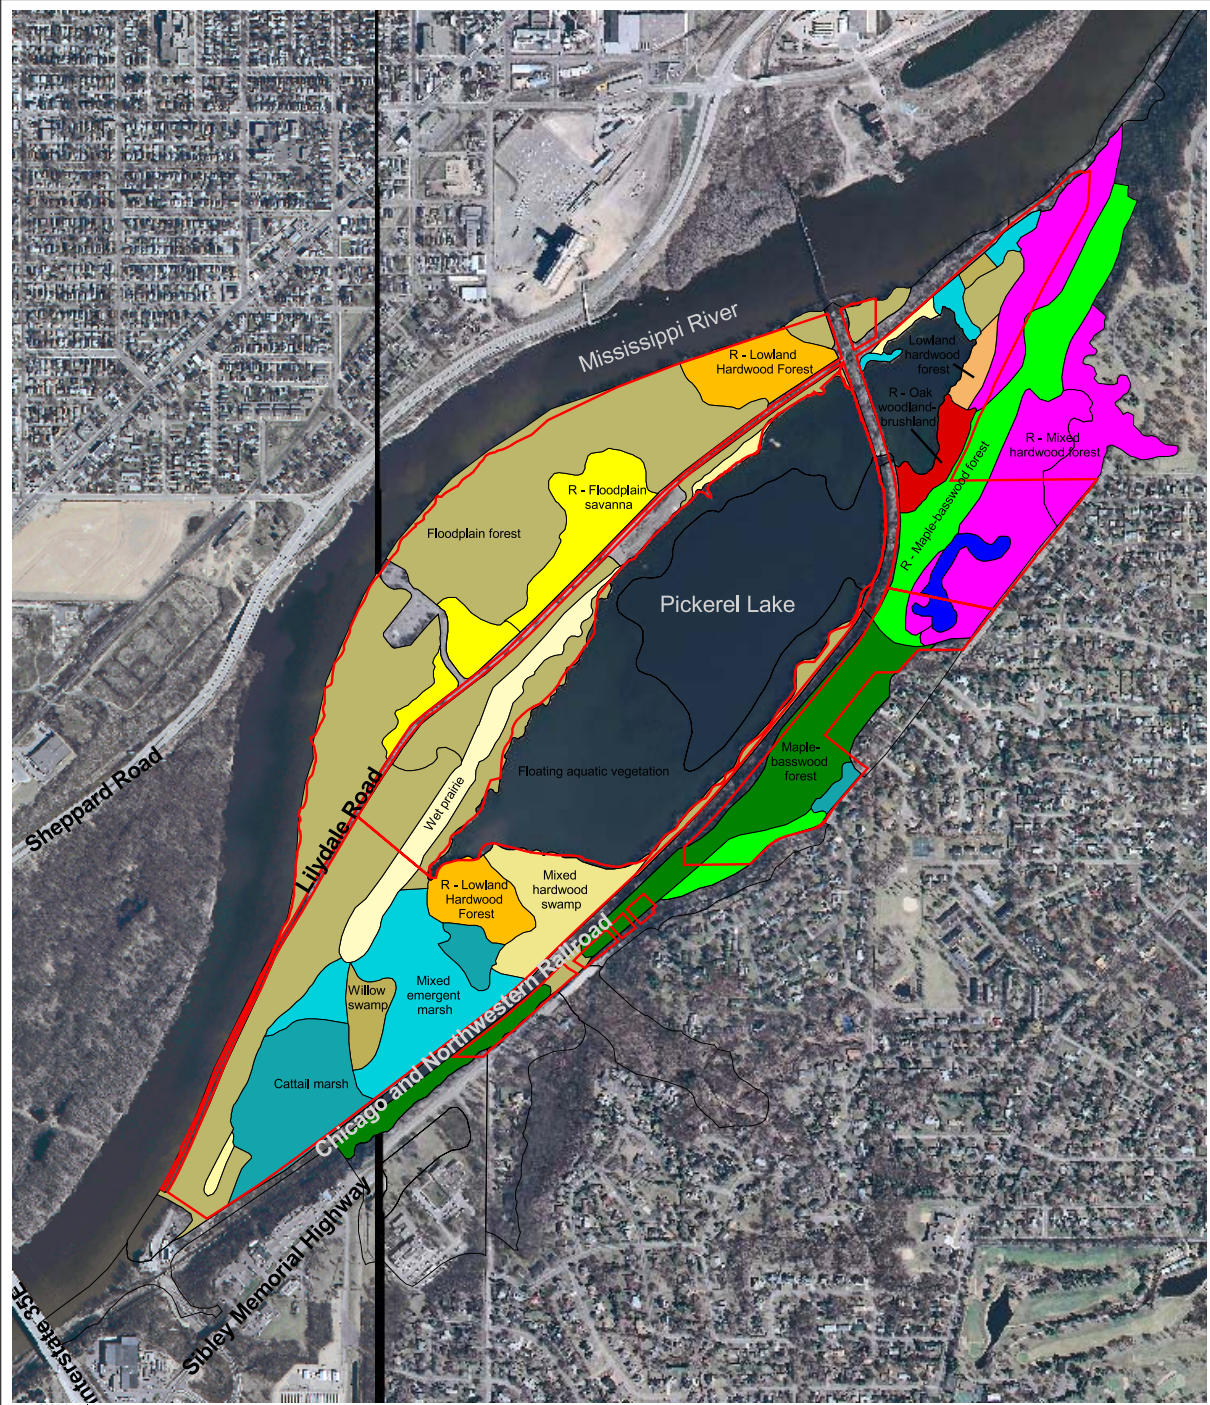 Mississippi River
R - Lowland
Hardwood Forest
Lowland
hardwood
forest
R - Oak
woodland-
brushland
R - Mixed
hardwood forest
R - Maple-basswood forest
R - Floodplain
savanna
Floodplain forest
Pickerel Lake
Maple-
basswood
forest
Floating aquatic vegetation
Wet prairie
Sheppard Road
Lilydale Road
R - Lowland
Hardwood
Forest
Mixed
hardwood
swamp
Willow
swamp
Mixed
emergent
marsh
Cattail marsh
Chicago and Northwestern Railroad
Sibley Memorial Highway
Interstate 35E